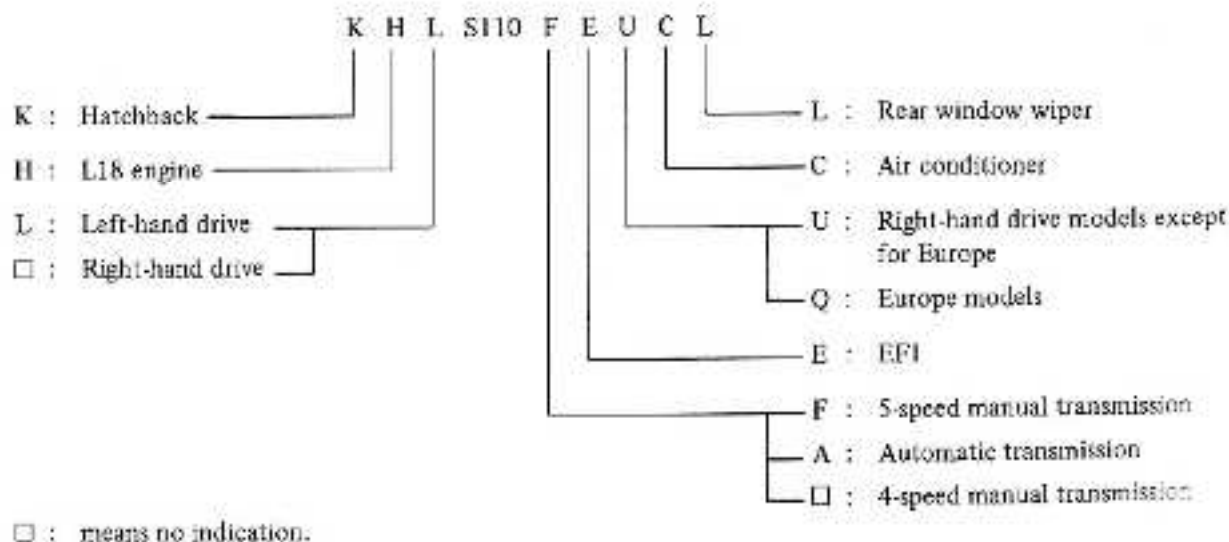 K H L S110 F E U C L
K : Hatchback
H : L18 engine
L : Left-hand drive
□ : Right-hand drive
L : Rear window wiper
C : Air conditioner
U : Right-hand drive models except
for Europe
Q : Europe models
E : EFI
F : 5-speed manual transmission
A : Automatic transmission
□ : 4-speed manual transmission
□ : means no indication.